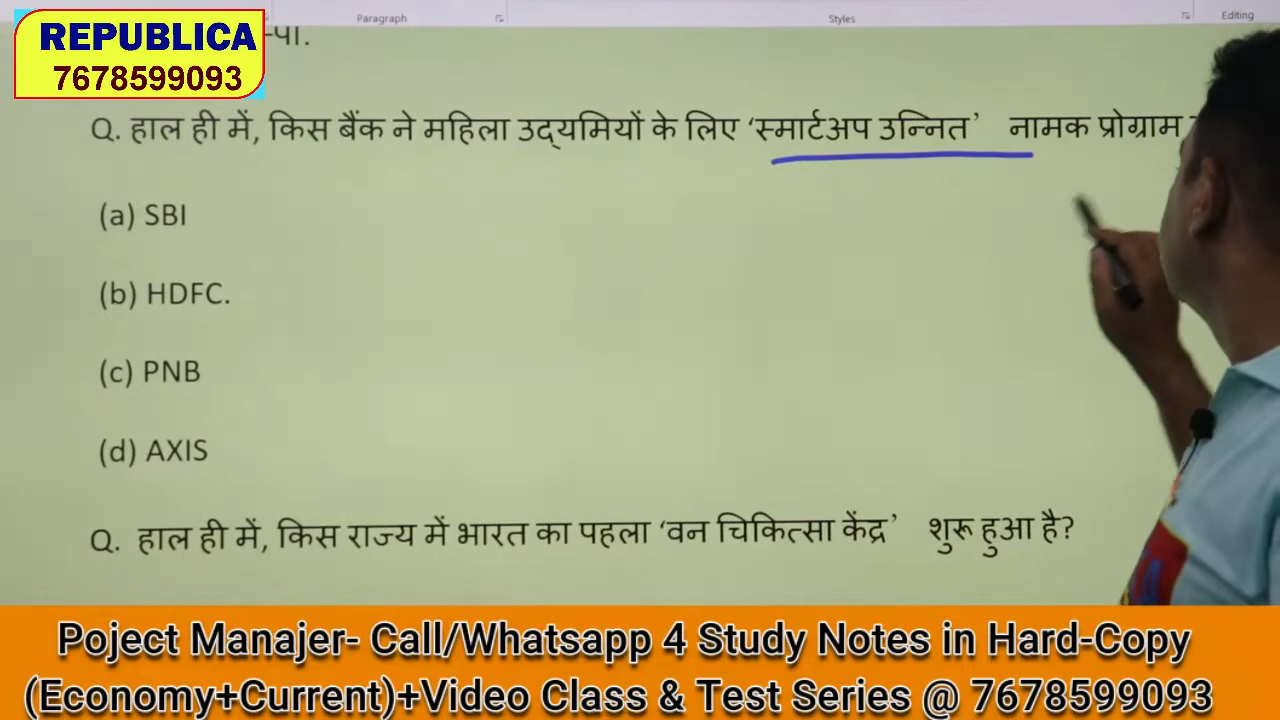 Paragraph
Styles
Editing
REPUBLICA
7678599093
-पा.
Q. हाल ही में, किस बैंक ने महिला उद्यमियों के लिए ‘स्मार्टअप उन्नित’ नामक प्रोग्राम
(a) SBI
(b) HDFC.
(c) PNB
(d) AXIS
Q. हाल ही में, किस राज्य में भारत का पहला ‘वन चिकित्सा केंद्र’ शुरू हुआ है?
Poject Manajer- Call/Whatsapp 4 Study Notes in Hard-Copy
(Economy+Current)+Video Class & Test Series @ 7678599093